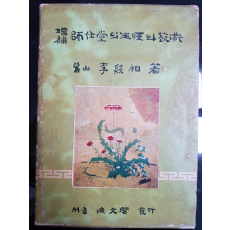 增補 師任堂의 生涯와 藝術
鷺山 李殷相 著
서울 成文閣 發行